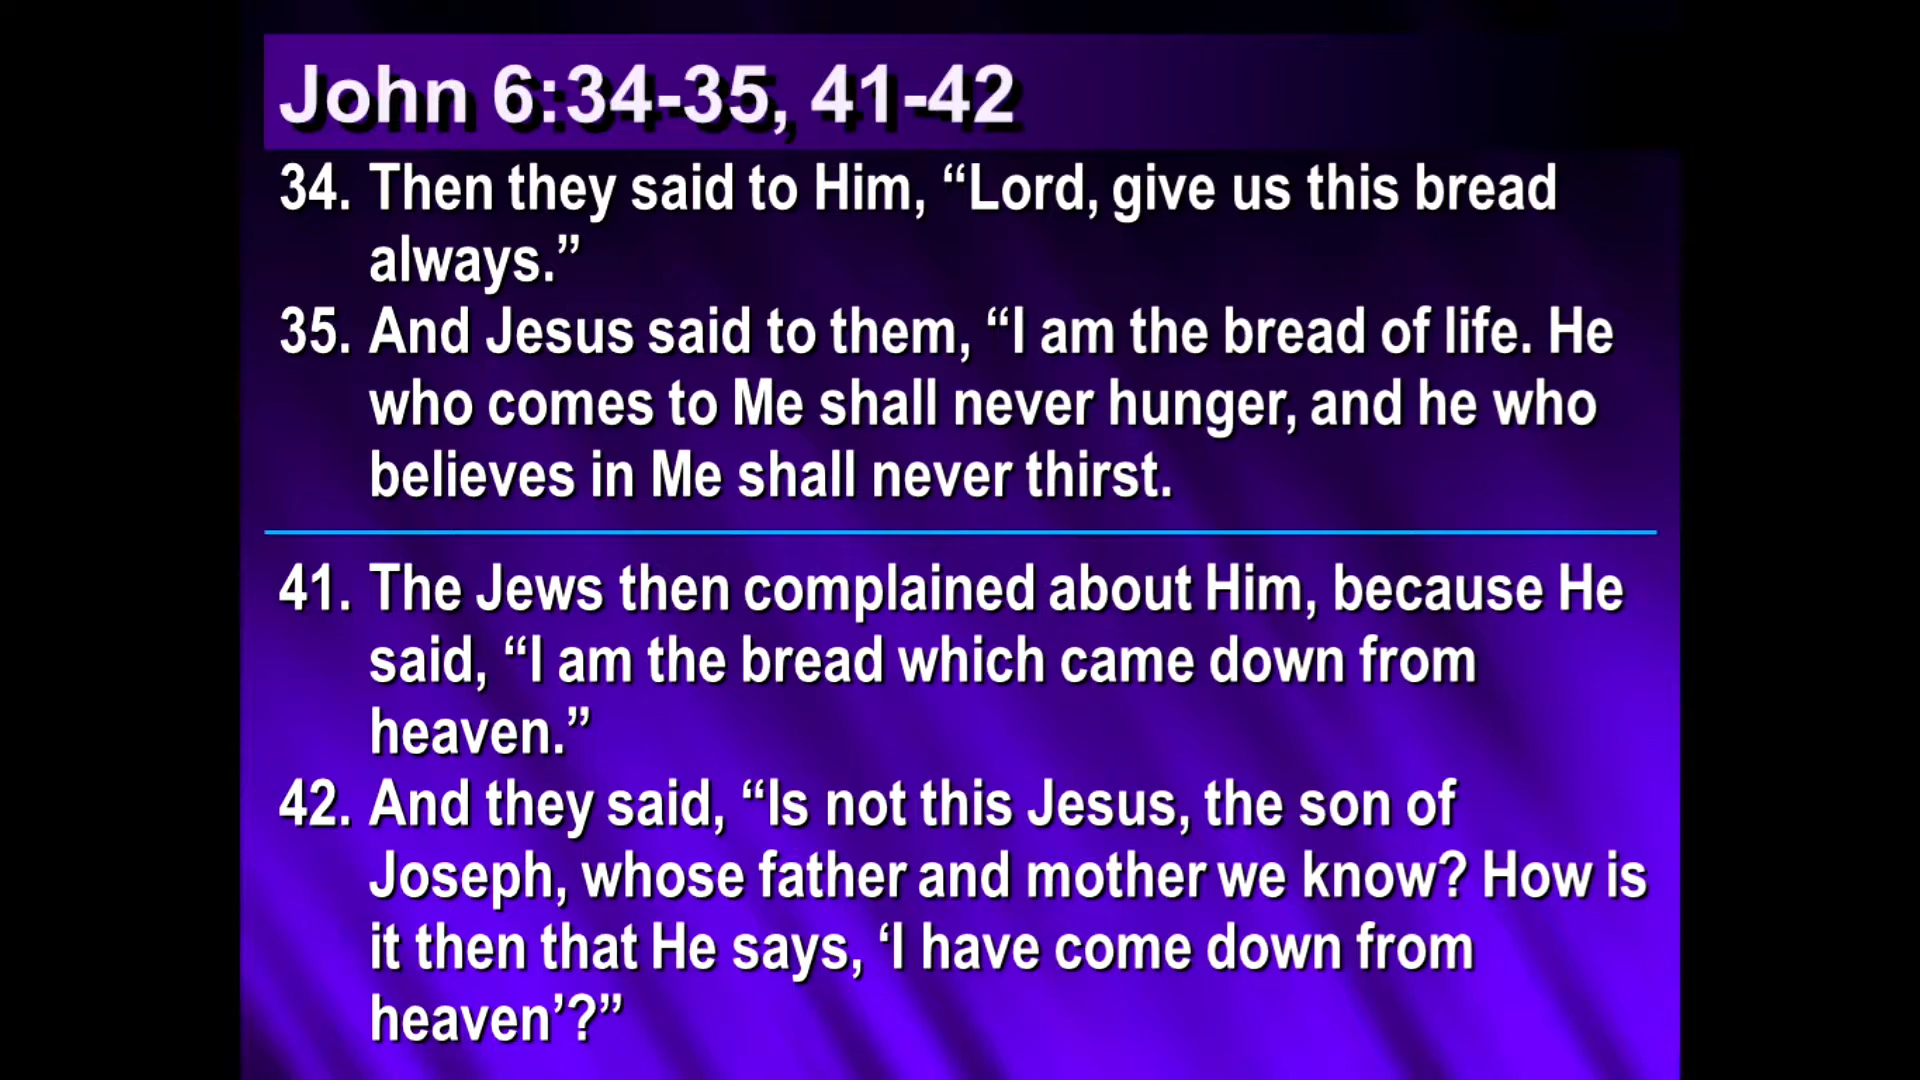 John 6:34-35, 41-42
34. Then they said to Him, “Lord, give us this bread
always.”
35. And Jesus said to them, “I am the bread of life. He
who comes to Me shall never hunger, and he who
believes in Me shall never thirst.
41. The Jews then complained about Him, because He
said, “I am the bread which came down from
heaven.”
42. And they said, “Is not this Jesus, the son of
Joseph, whose father and mother we know? How is
it then that He says, ‘I have come down from
heaven’?”